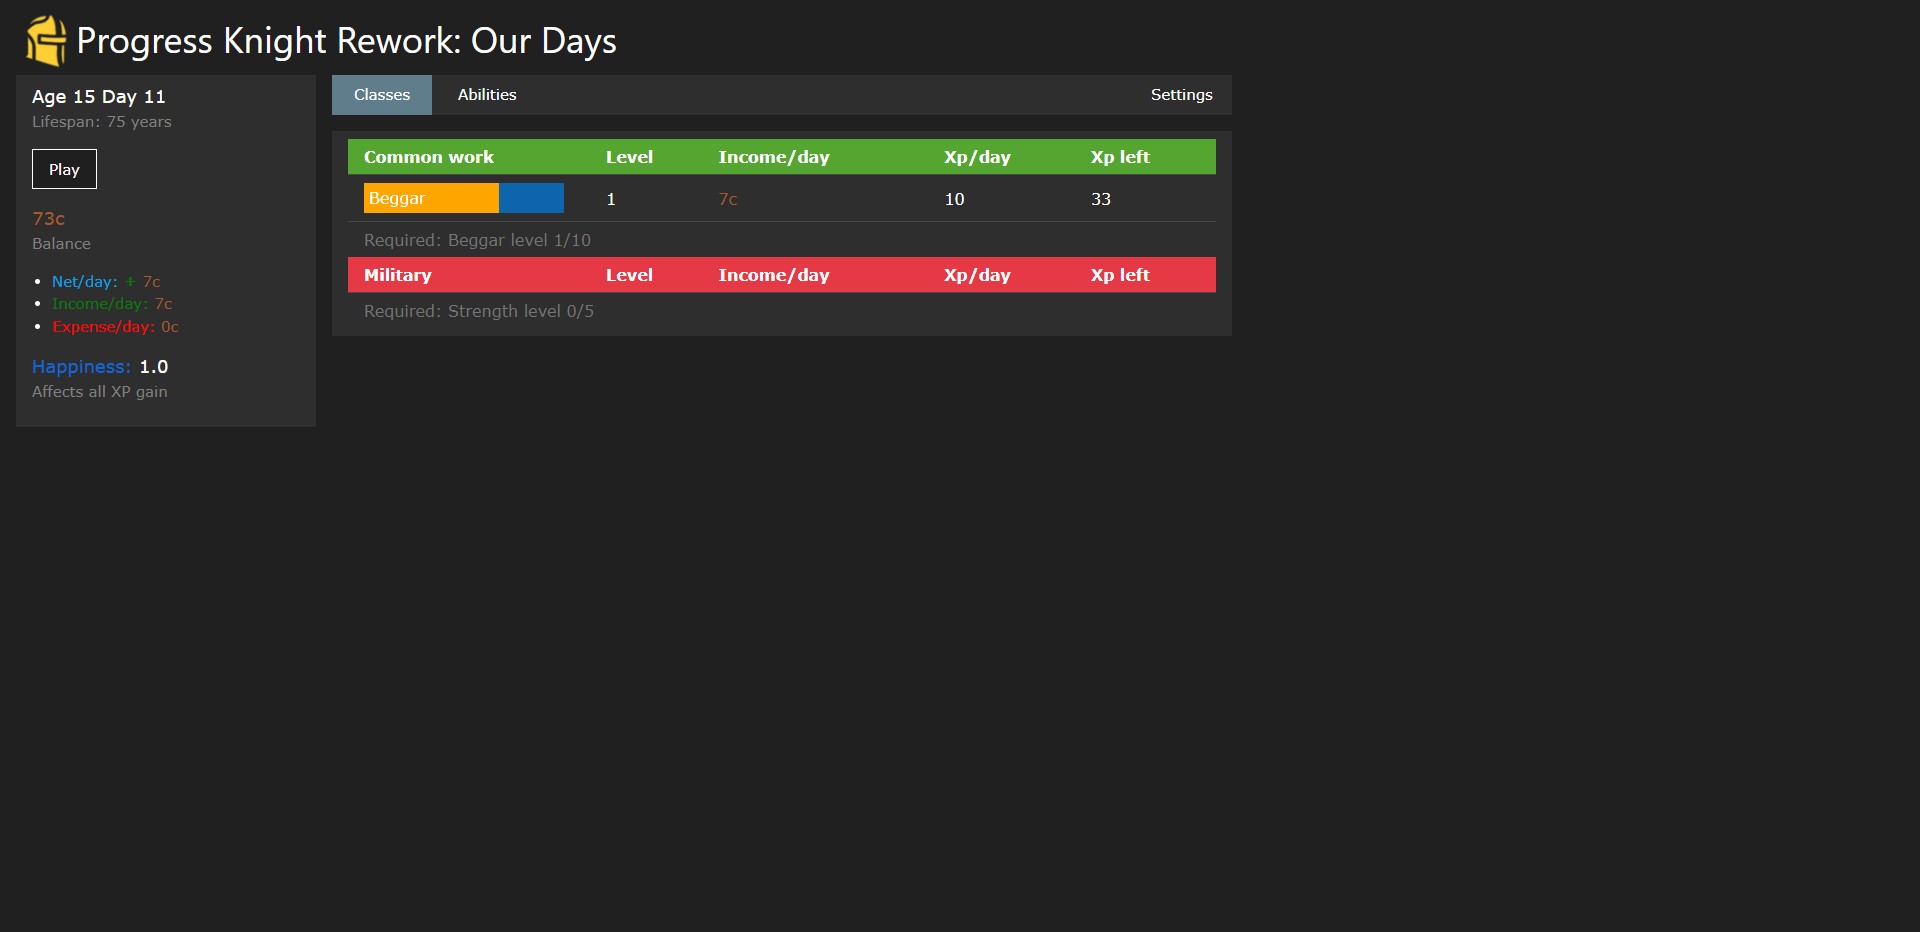 Progress Knight Rework: Our Days
Age 15 Day 11
Lifespan: 75 years
Play
73c
Balance
Net/day: + 7c
Income/day: 7c
Expense/day: 0c
Happiness: 1.0
Affects all XP gain
Classes Abilities Settings
Common work Level Income/day Xp/day Xp left
Beggar 1 7c 10 33
Required: Beggar level 1/10
Military Level Income/day Xp/day Xp left
Required: Strength level 0/5